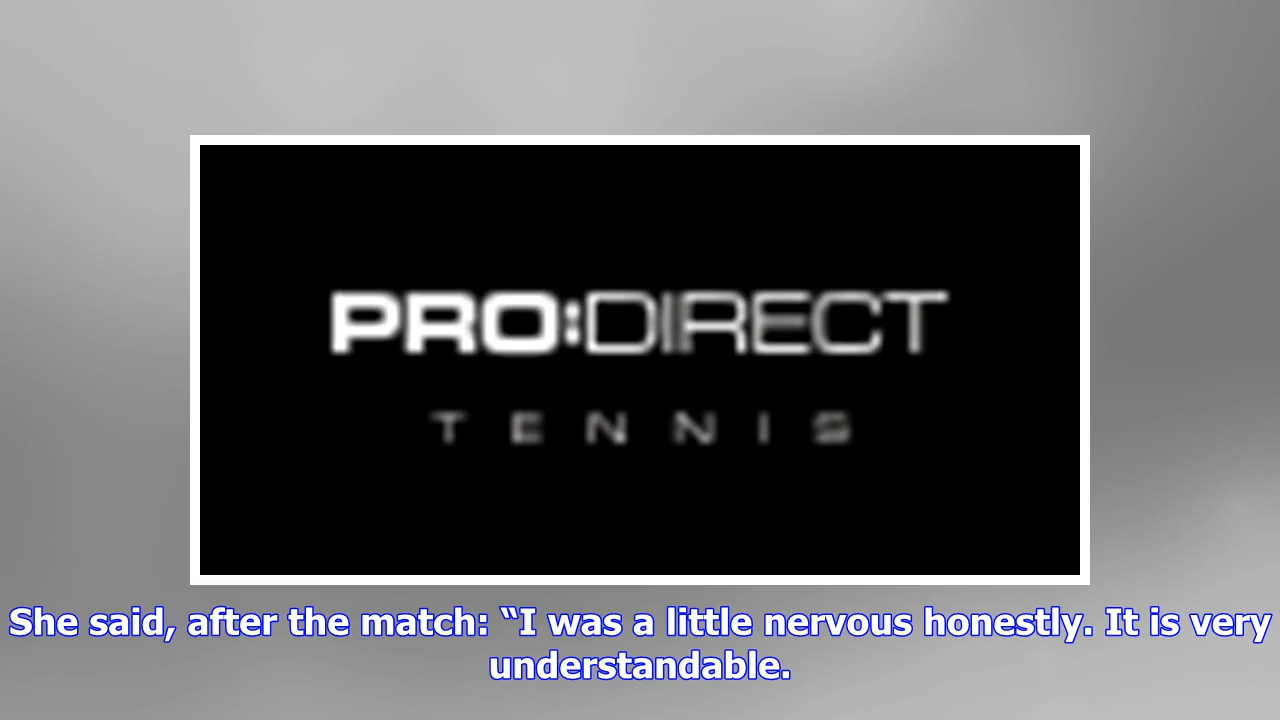 PRO:DIRECT
TENNIS
She said, after the match: “I was a little nervous honestly. It is very
understandable.